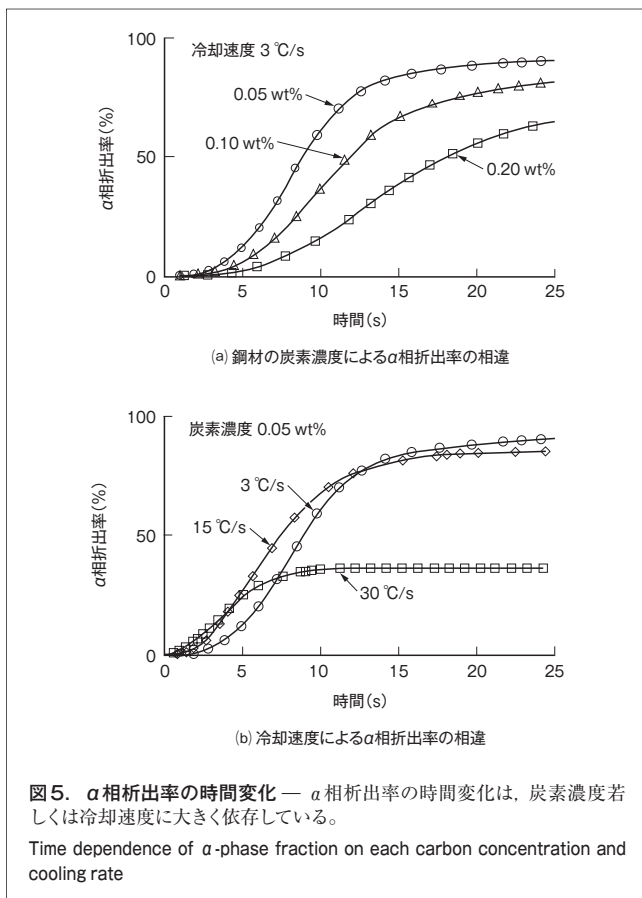 100
50
0
α相折出率(%)
冷却速度 3 ℃/s
0.05 wt%
0.10 wt%
0.20 wt%
0 5 10 15 20 25
時間(s)
(a) 鋼材の炭素濃度によるα相折出率の相違
100
50
0
α相折出率(%)
炭素濃度 0.05 wt%
3 ℃/s
15 ℃/s
30 ℃/s
0 5 10 15 20 25
時間(s)
(b) 冷却速度によるα相折出率の相違
図5. α相析出率の時間変化 — α相析出率の時間変化は, 炭素濃度若
しくは冷却速度に大きく依存している。
Time dependence of α-phase fraction on each carbon concentration and
cooling rate